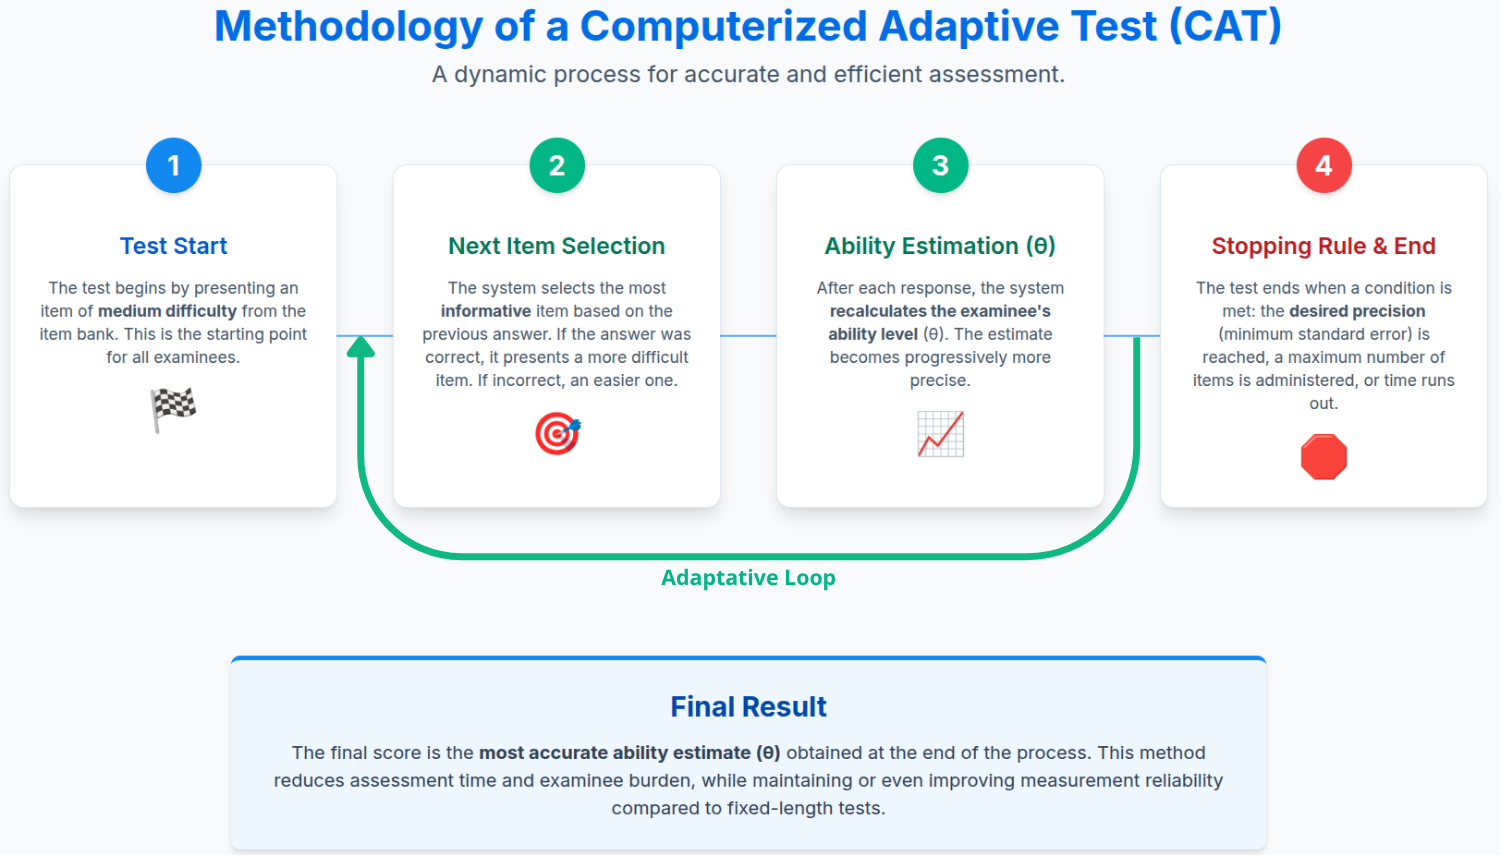 Methodology of a Computerized Adaptive Test (CAT)
A dynamic process for accurate and efficient assessment.
1
Test Start
The test begins by presenting an
item of medium difficulty from the
item bank. This is the starting point
for all examinees.
2
Next Item Selection
The system selects the most
informative item based on the
previous answer. If the answer was
correct, it presents a more difficult
item. If incorrect, an easier one.
3
Ability Estimation (θ)
After each response, the system
recalculates the examinee's
ability level (θ). The estimate
becomes progressively more
precise.
4
Stopping Rule & End
The test ends when a condition is
met: the desired precision
(minimum standard error) is
reached, a maximum number of
items is administered, or time runs
out.
Adaptative Loop
Final Result
The final score is the most accurate ability estimate (θ) obtained at the end of the process. This method
reduces assessment time and examinee burden, while maintaining or even improving measurement reliability
compared to fixed-length tests.